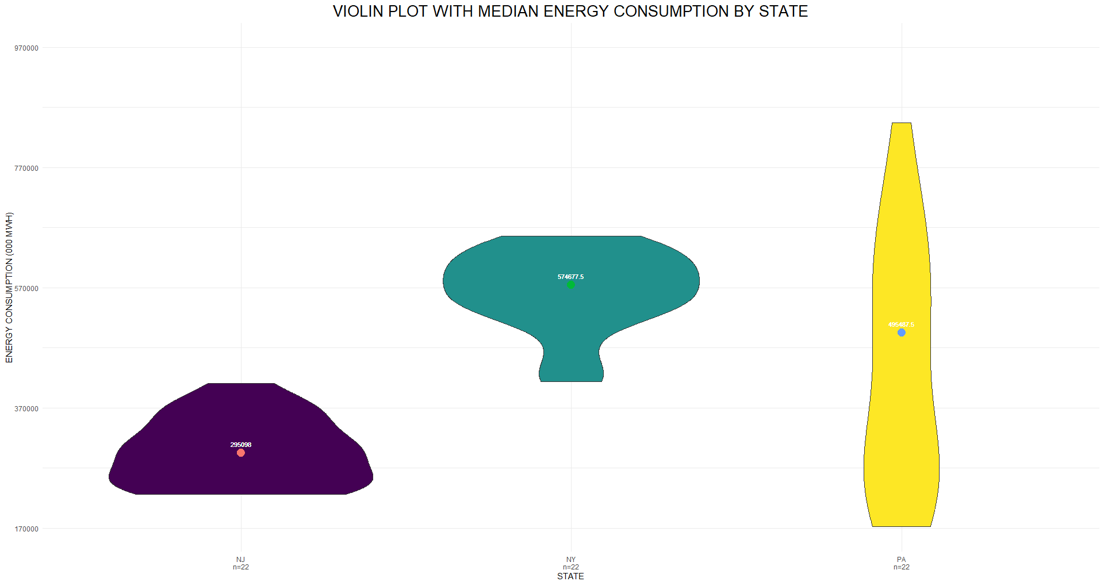 VIOLIN PLOT WITH MEDIAN ENERGY CONSUMPTION BY STATE
970000
770000
570000
370000
170000
ENERGY CONSUMPTION (000 MWH)
574677.5
295098
NJ
n=22
NY
n=22
PA
n=22
STATE